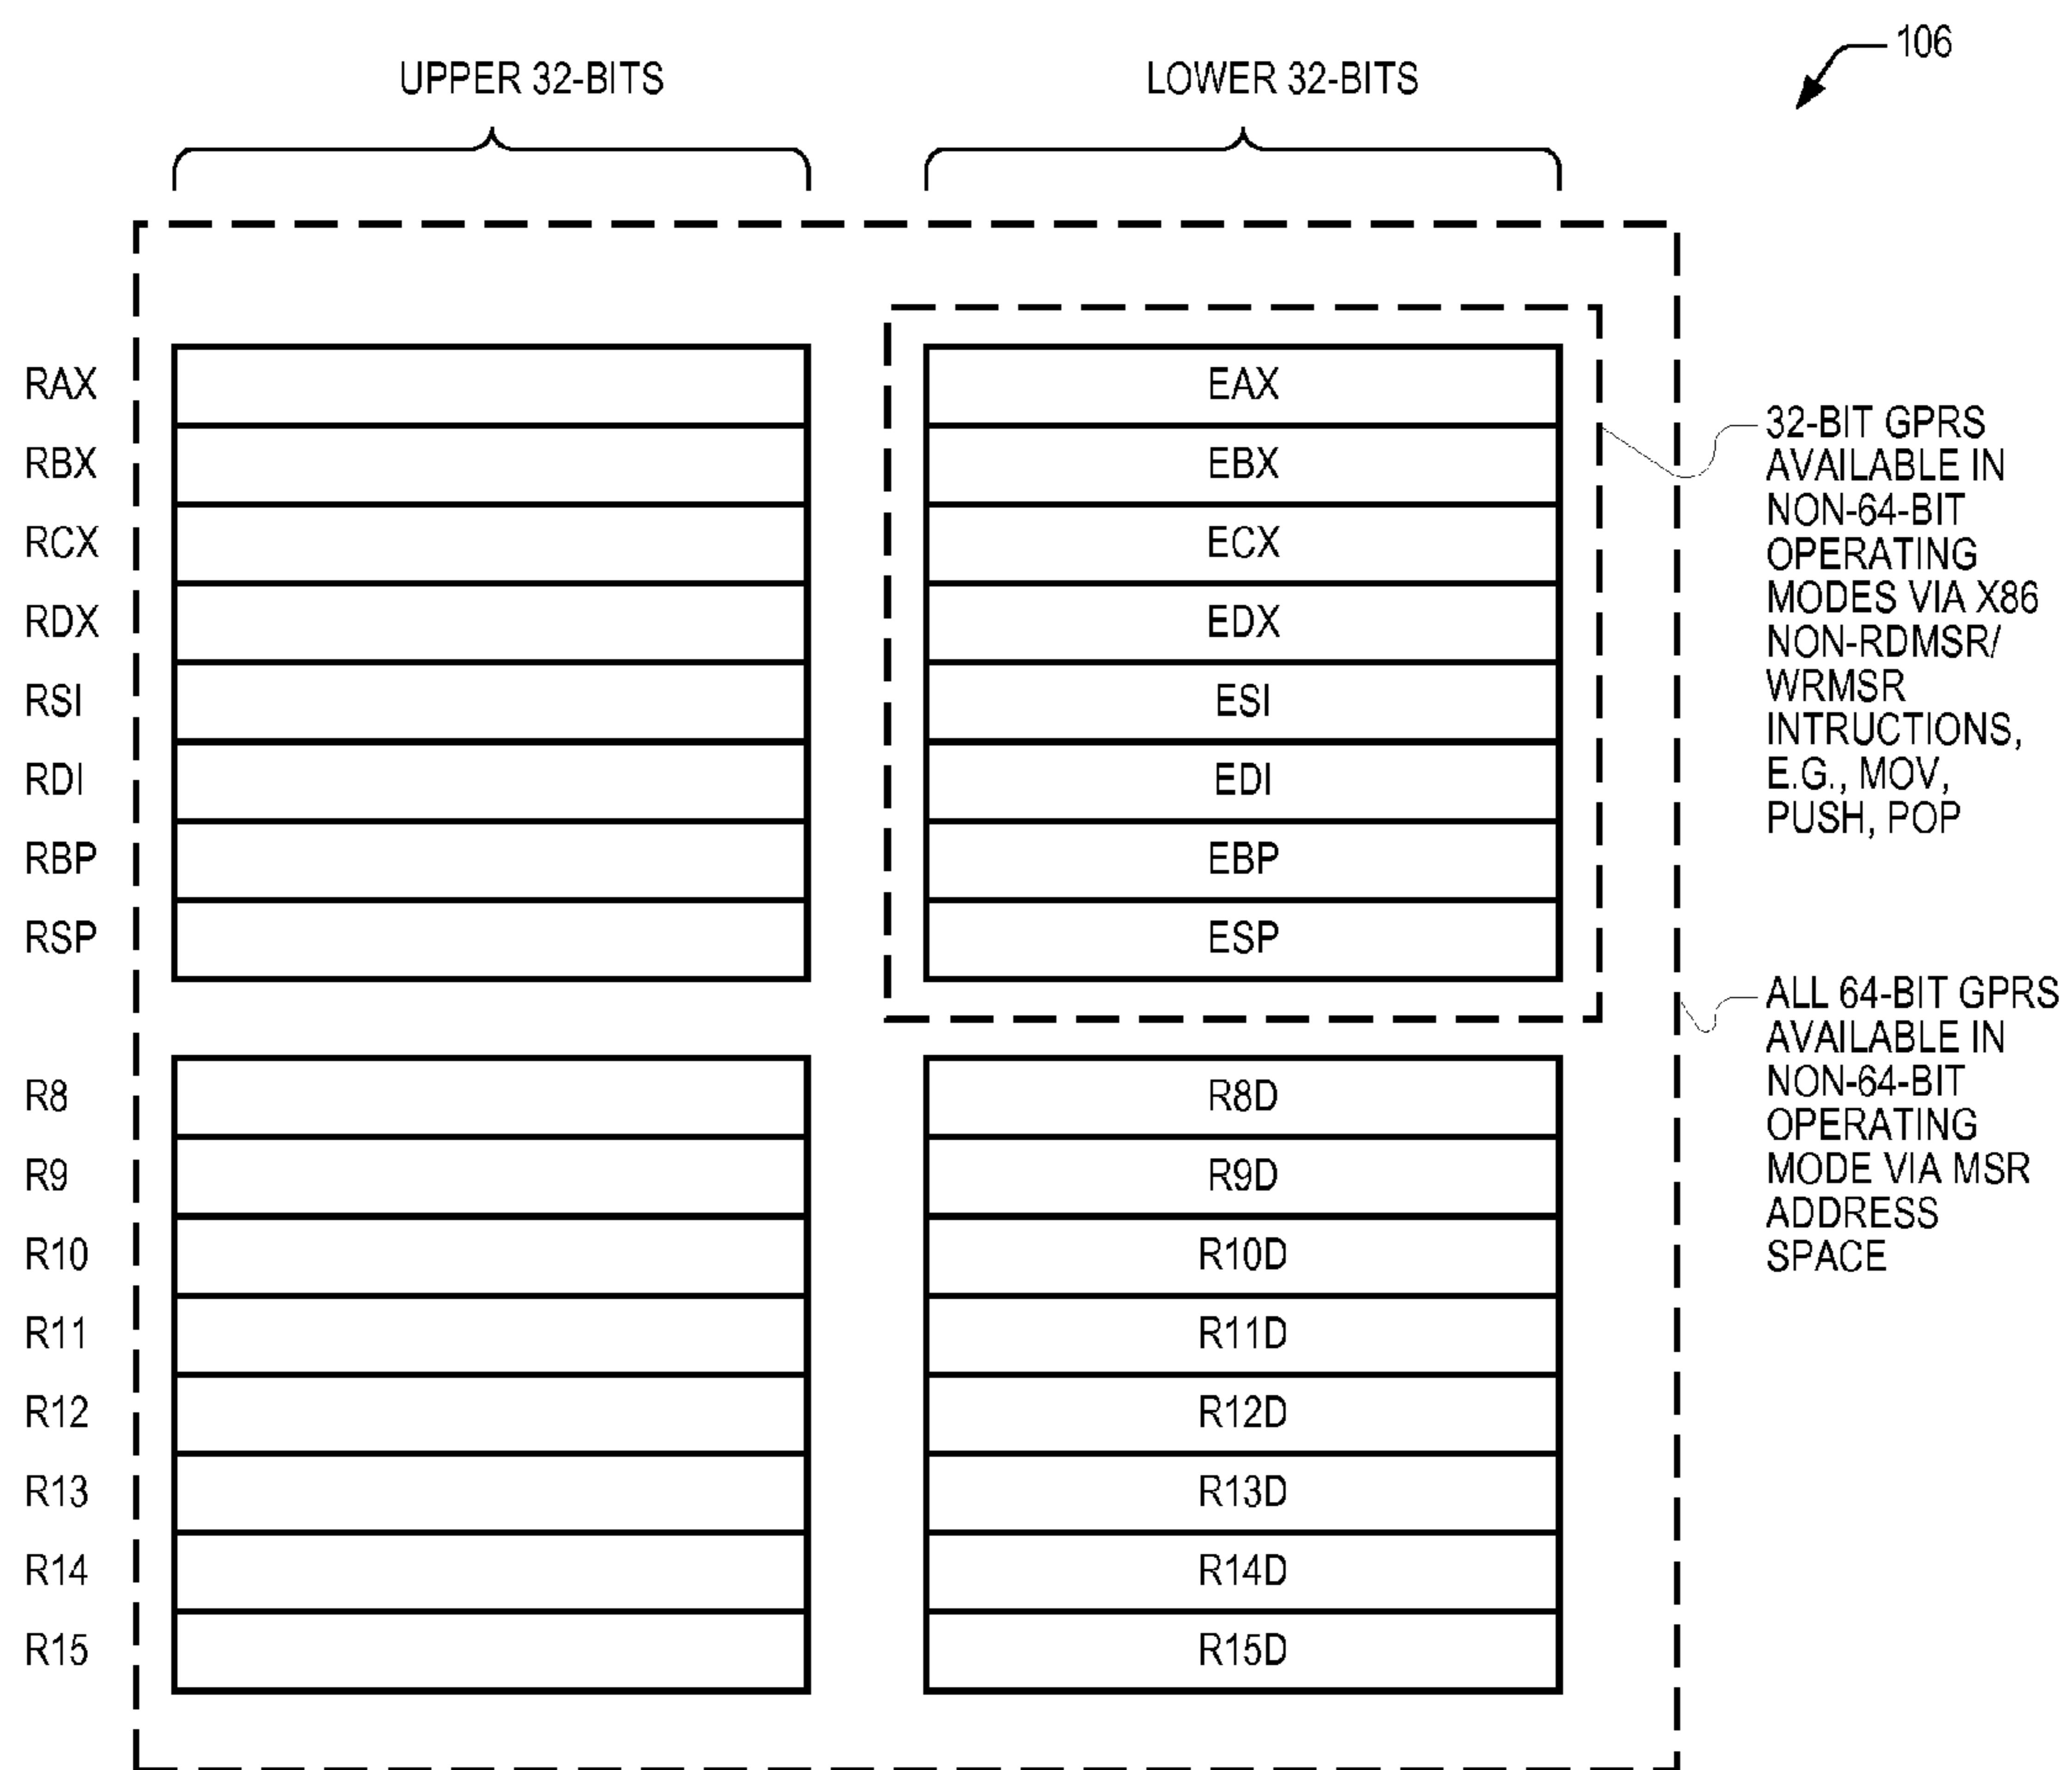 106
UPPER 32-BITS
LOWER 32-BITS
RAX
EAX
RBX
EBX
RCX
ECX
RDX
EDX
RSI
ESI
RDI
EDI
RBP
EBP
RSP
ESP
32-BIT GPRS
AVAILABLE IN
NON-64-BIT
OPERATING
MODES VIA X86
NON-RDMSR/
WRMSR
INTRUCTIONS,
E.G., MOV,
PUSH, POP
R8
R8D
R9
R9D
R10
R10D
R11
R11D
R12
R12D
R13
R13D
R14
R14D
R15
R15D
ALL 64-BIT GPRS
AVAILABLE IN
NON-64-BIT
OPERATING
MODE VIA MSR
ADDRESS
SPACE